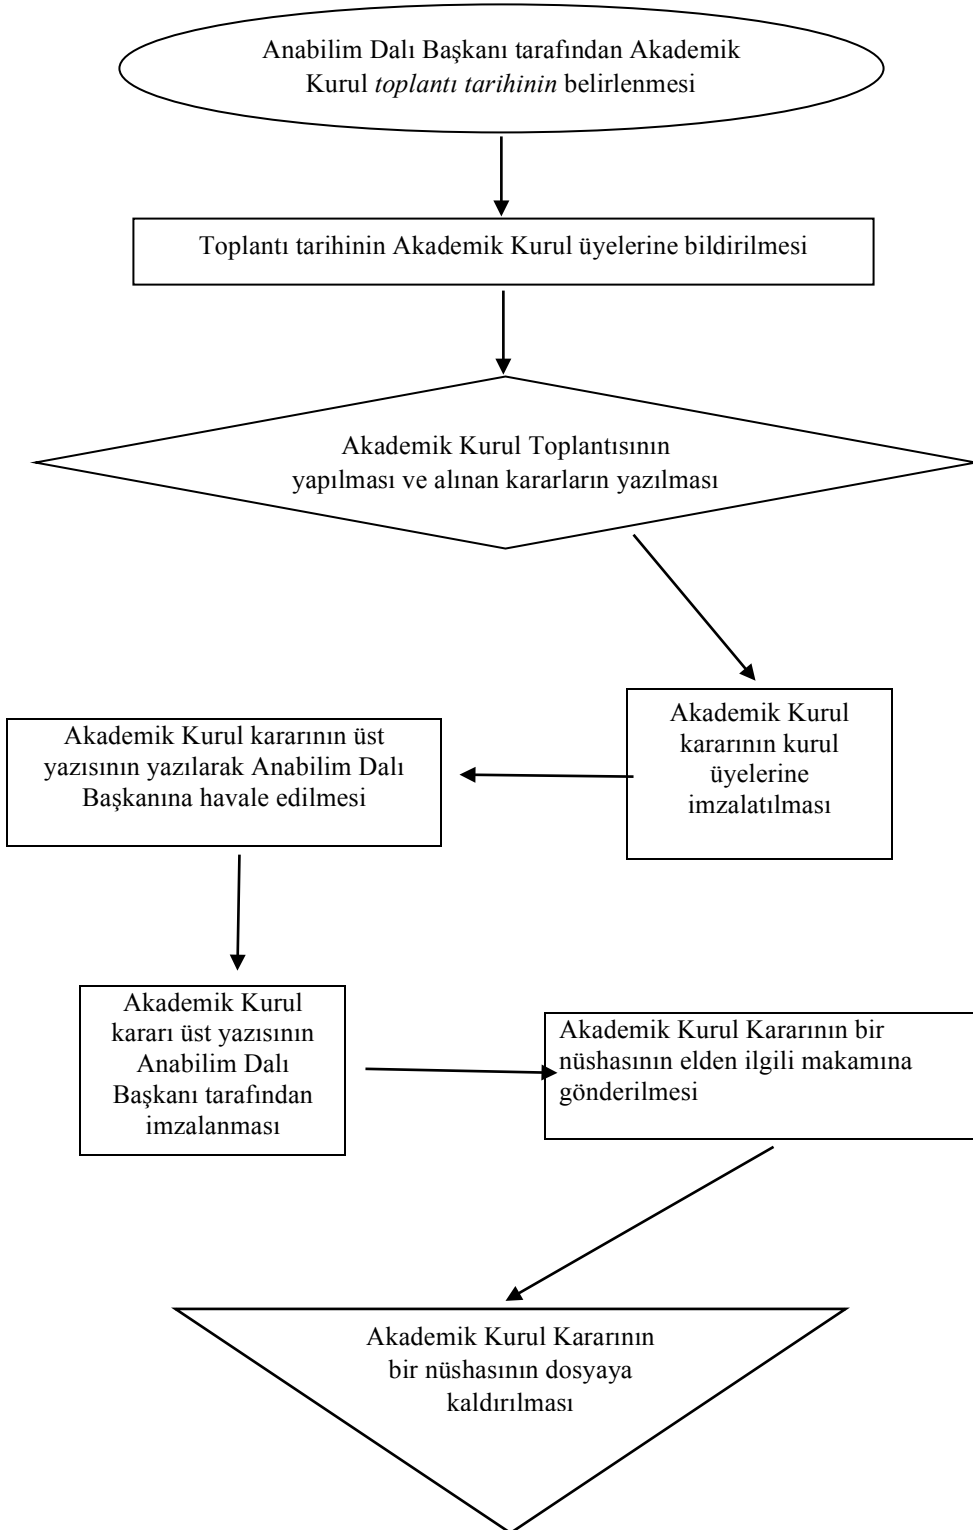 Anabilim Dalı Başkanı tarafından Akademik
Kurul toplantı tarihinin belirlenmesi
Toplantı tarihinin Akademik Kurul üyelerine bildirilmesi
Akademik Kurul Toplantısının
yapılması ve alınan kararların yazılması
Akademik Kurul
kararının kurul
üyelerine
imzalatılması
Akademik Kurul kararının üst
yazısının yazılarak Anabilim Dalı
Başkanına havale edilmesi
Akademik Kurul
kararı üst yazısının
Anabilim Dalı
Başkanı tarafından
imzalanması
Akademik Kurul Kararının bir
nüshasının elden ilgili makamına
gönderilmesi
Akademik Kurul Kararının
bir nüshasının dosyaya
kaldırılması